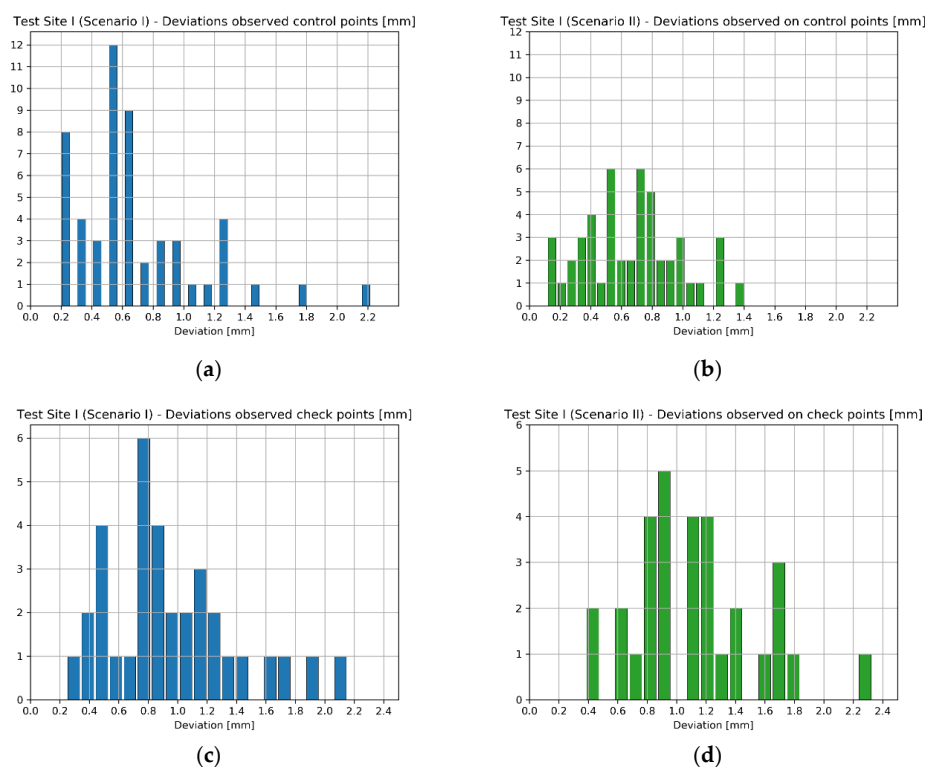 Test Site I (Scenario I) - Deviations observed control points [mm]
12
11
10
9
8
7
6
5
4
3
2
1
0
0.0 0.2 0.4 0.6 0.8 1.0 1.2 1.4 1.6 1.8 2.0 2.2
Deviation [mm]
(a)
Test Site I (Scenario II) - Deviations observed on control points [mm]
12
11
10
9
8
7
6
5
4
3
2
1
0
0.0 0.2 0.4 0.6 0.8 1.0 1.2 1.4 1.6 1.8 2.0 2.2
Deviation [mm]
(b)
Test Site I (Scenario I) - Deviations observed check points [mm]
6
5
4
3
2
1
0
0.0 0.2 0.4 0.6 0.8 1.0 1.2 1.4 1.6 1.8 2.0 2.2 2.4
Deviation [mm]
(c)
Test Site I (Scenario II) - Deviations observed on check points [mm]
6
5
4
3
2
1
0
0.0 0.2 0.4 0.6 0.8 1.0 1.2 1.4 1.6 1.8 2.0 2.2 2.4
Deviation [mm]
(d)